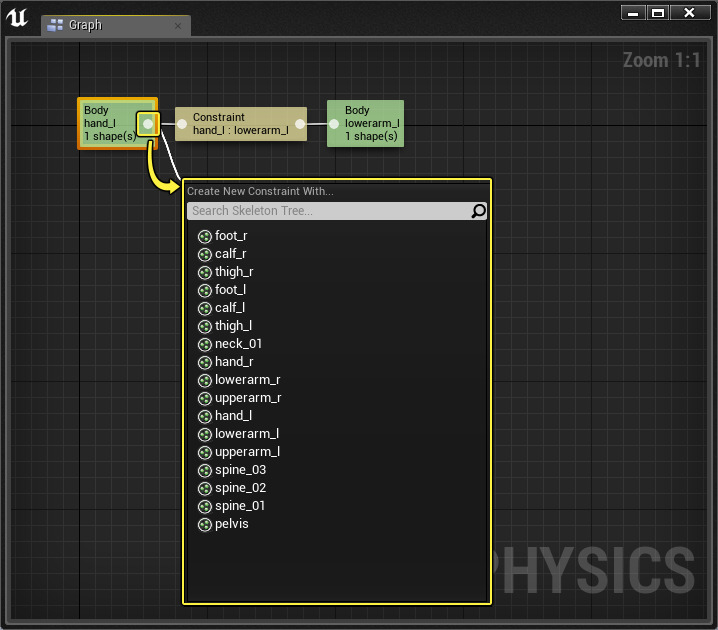 Graph
Zoom 1:1
Body
hand_l
1 shape(s)
Constraint
hand_l : lowerarm_l
Body
lowerarm_l
1 shape(s)
Create New Constraint With...
Search Skeleton Tree...
foot_r
calf_r
thigh_r
foot_l
calf_l
thigh_l
neck_01
hand_r
lowerarm_r
upperarm_r
hand_l
lowerarm_l
upperarm_l
spine_03
spine_02
spine_01
pelvis
PHYSICS